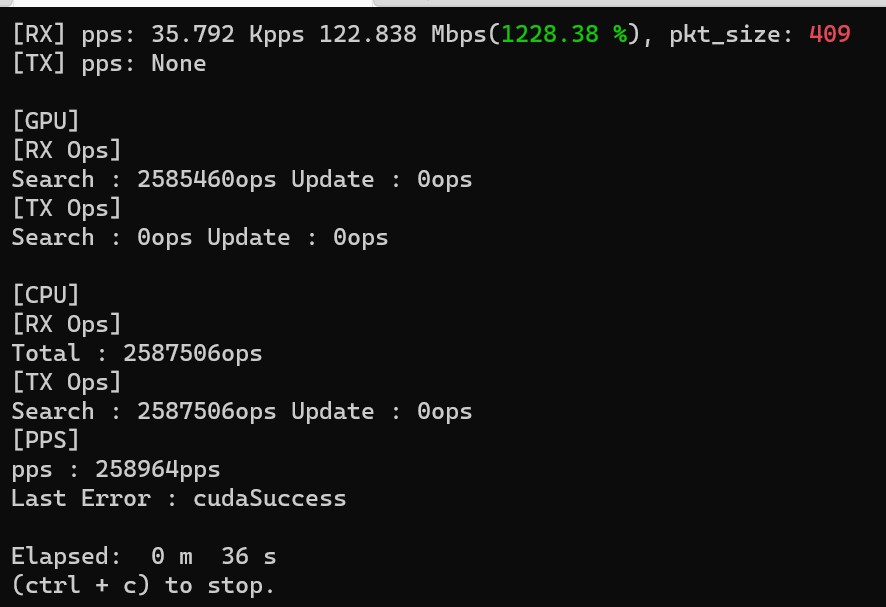 [RX] pps: 35.792 Kpps 122.838 Mbps(1228.38 %), pkt_size: 409
[TX] pps: None
[GPU]
[RX Ops]
Search : 2585460ops Update : 0ops
[TX Ops]
Search : 0ops Update : 0ops
[CPU]
[RX Ops]
Total : 2587506ops
[TX Ops]
Search : 2587506ops Update : 0ops
[PPS]
pps : 258964pps
Last Error : cudaSuccess
Elapsed:  0 m  36 s
(ctrl + c) to stop.